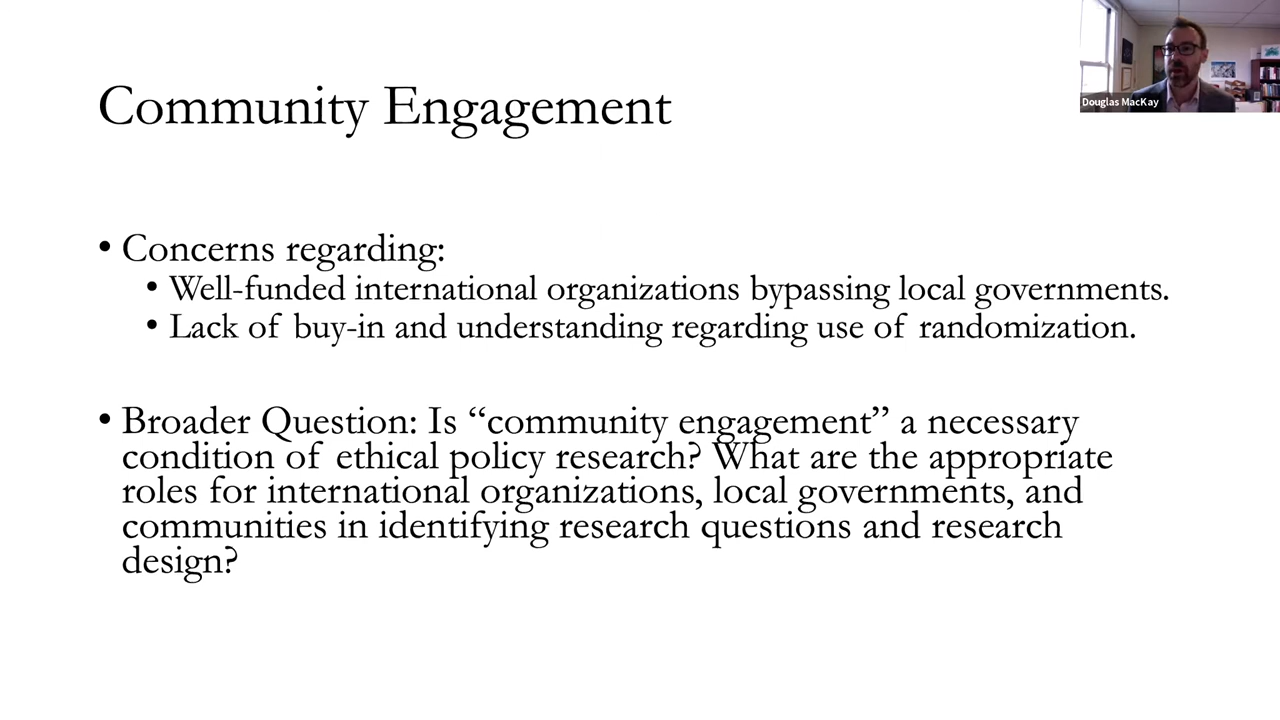 Community Engagement
Douglas MacKay
• Concerns regarding:
• Well-funded international organizations bypassing local governments.
• Lack of buy-in and understanding regarding use of randomization.
• Broader Question: Is “community engagement” a necessary
condition of ethical policy research? What are the appropriate
roles for international organizations, local governments, and
communities in identifying research questions and research
design?